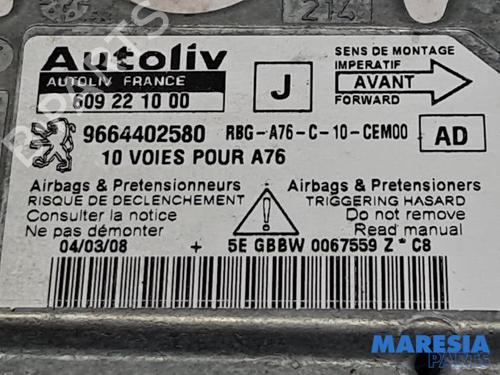 214
Autoliv
AUTOLIV FRANCE
609 22 10 00
J
SENS DE MONTAGE
IMPERATIF
AVANT
FORWARD
9664402580 RBG-A76-C-10-CEM00
AD
10 VOIES POUR A76
Airbags & Pretensionneurs
RISQUE DE DECLENCHEMENT
Consulter la notice
Ne pas démonter
Airbags & Pretensioners
TRIGGERING HASARD
Do not remove
Read manual
04/03/08 + 5E GBBW 0067559 Z * C8
B-PARTS
MARESIA
PARTS